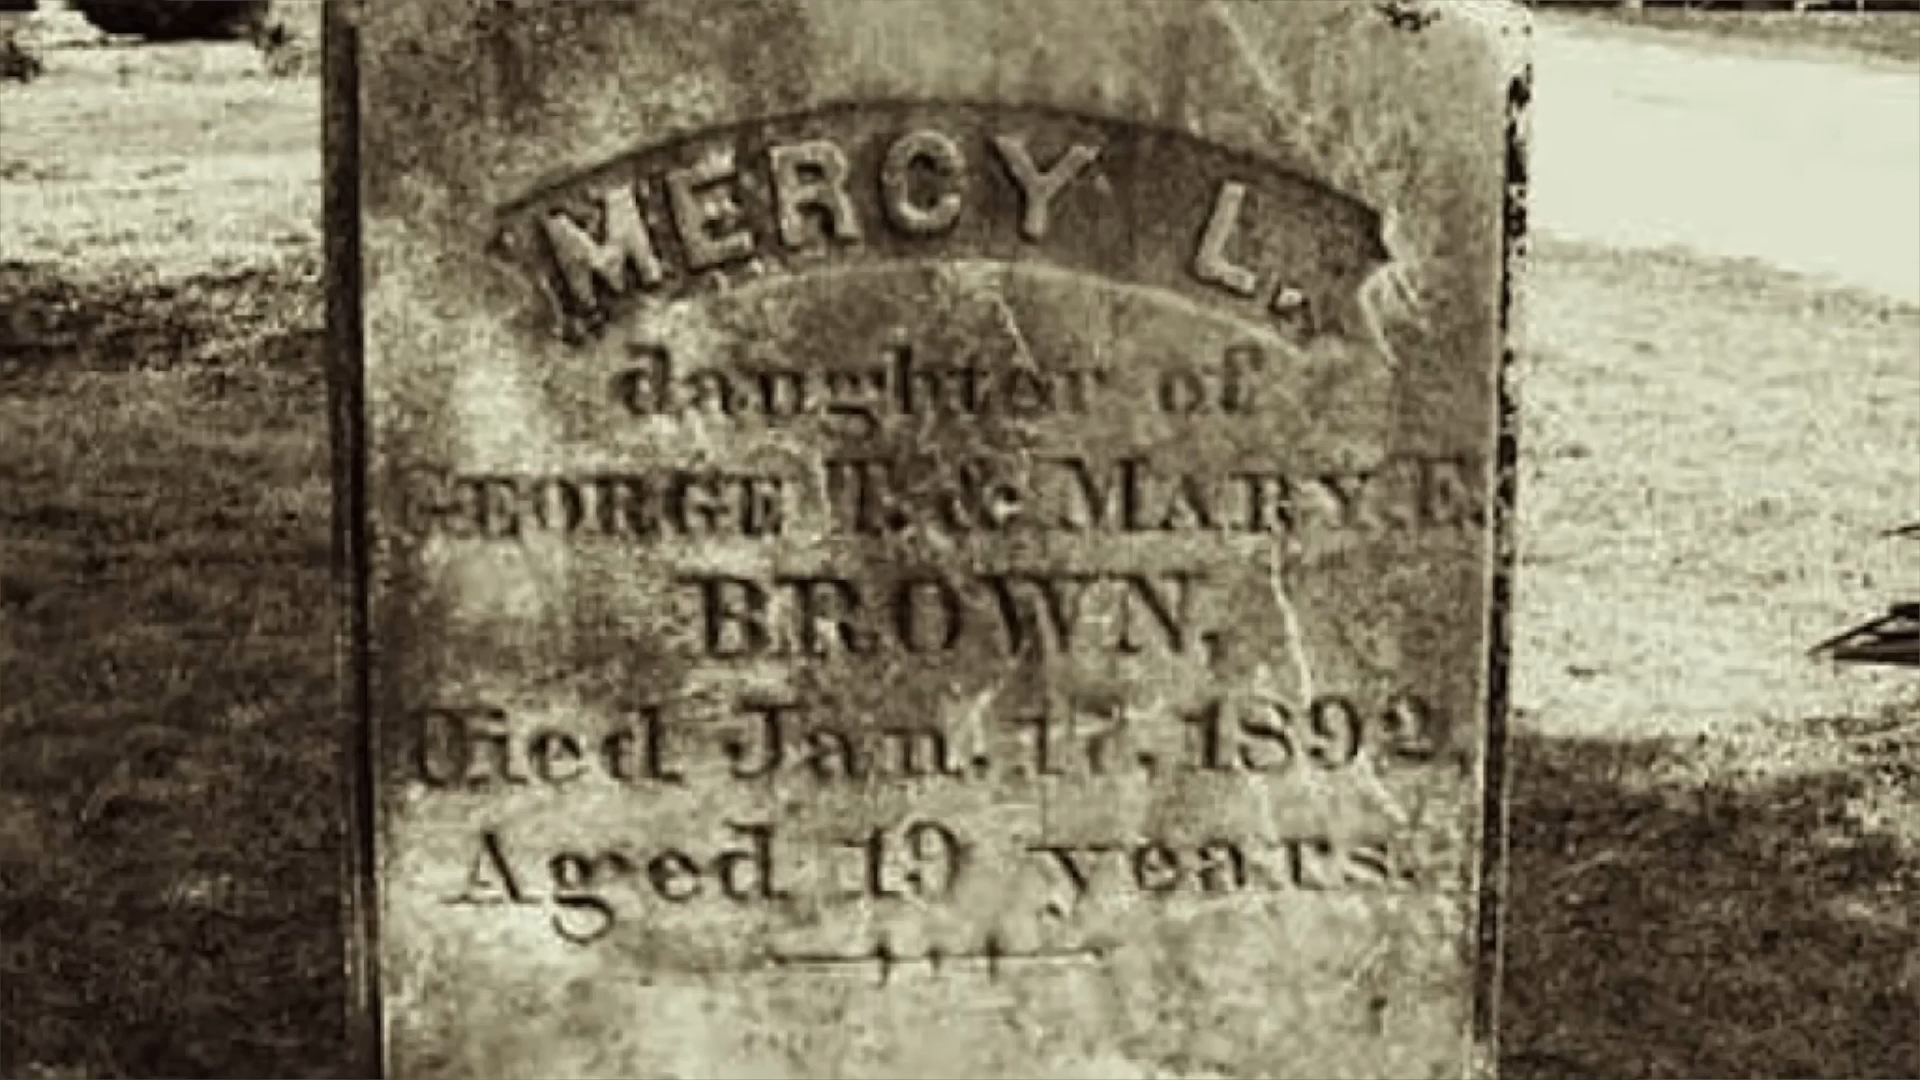 MERCY L.
daughter of
GEORGE T. & MARY E.
BROWN,
Died Jan. 17, 1892,
Aged 19 years.